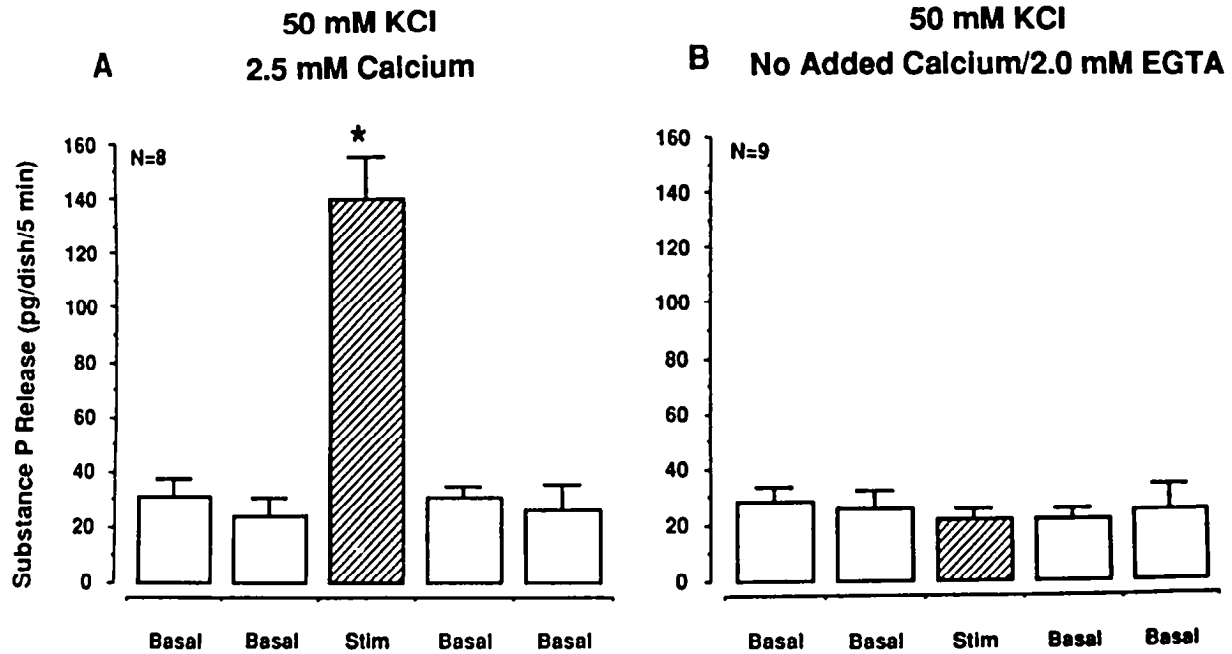 50 mM KCl
A
2.5 mM Calcium
Substance P Release (pg/dish/5 min)
160
140
120
100
80
60
40
20
0
N=8
*
Basal Basal Stim Basal Basal
50 mM KCl
B
No Added Calcium/2.0 mM EGTA
160
140
120
100
80
60
40
20
0
N=9
Basal Basal Stim Basal Basal